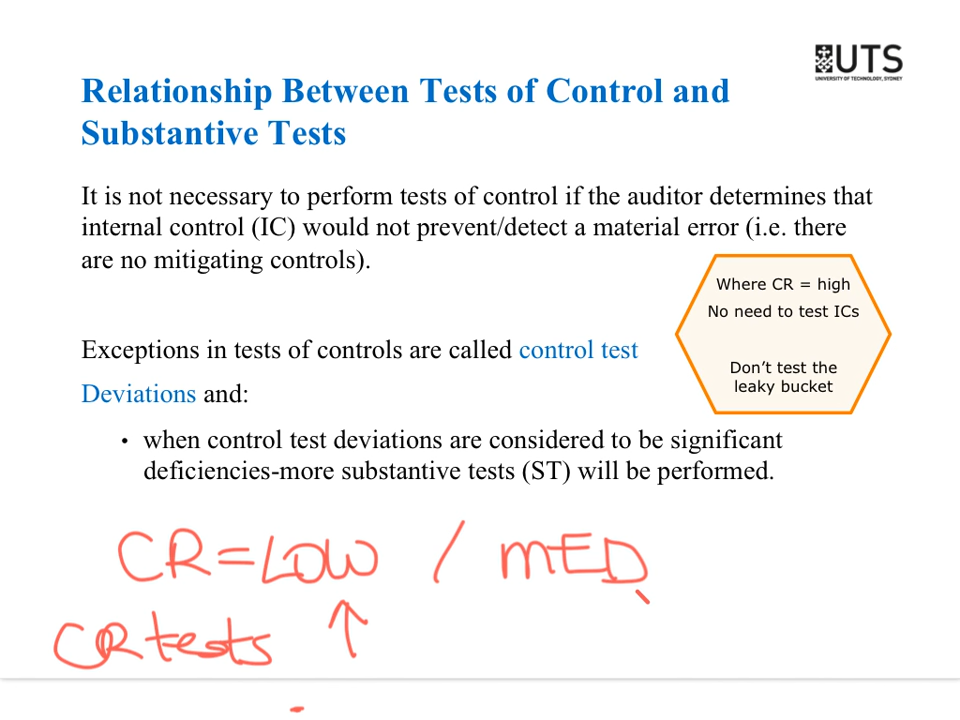 UTS
UNIVERSITY OF TECHNOLOGY, SYDNEY
Relationship Between Tests of Control and
Substantive Tests
It is not necessary to perform tests of control if the auditor determines that
internal control (IC) would not prevent/detect a material error (i.e. there
are no mitigating controls).
Where CR = high
No need to test ICs
Don’t test the
leaky bucket
Exceptions in tests of controls are called control test
Deviations and:
• when control test deviations are considered to be significant
deficiencies-more substantive tests (ST) will be performed.
CR=LOW / MED
CR tests ↑